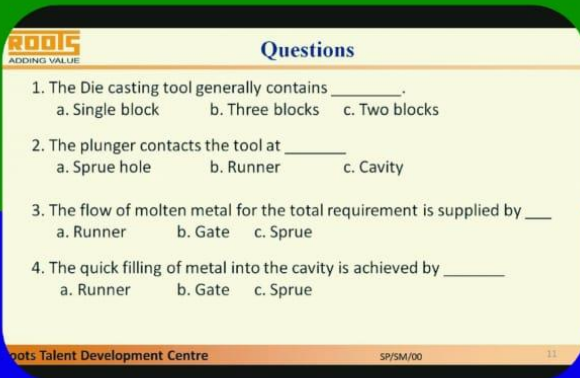 ROOTS
ADDING VALUE
Questions
1. The Die casting tool generally contains ________.
a. Single block b. Three blocks c. Two blocks
2. The plunger contacts the tool at _______
a. Sprue hole b. Runner c. Cavity
3. The flow of molten metal for the total requirement is supplied by ___
a. Runner b. Gate c. Sprue
4. The quick filling of metal into the cavity is achieved by _______
a. Runner b. Gate c. Sprue
oots Talent Development Centre SP/SM/00 11